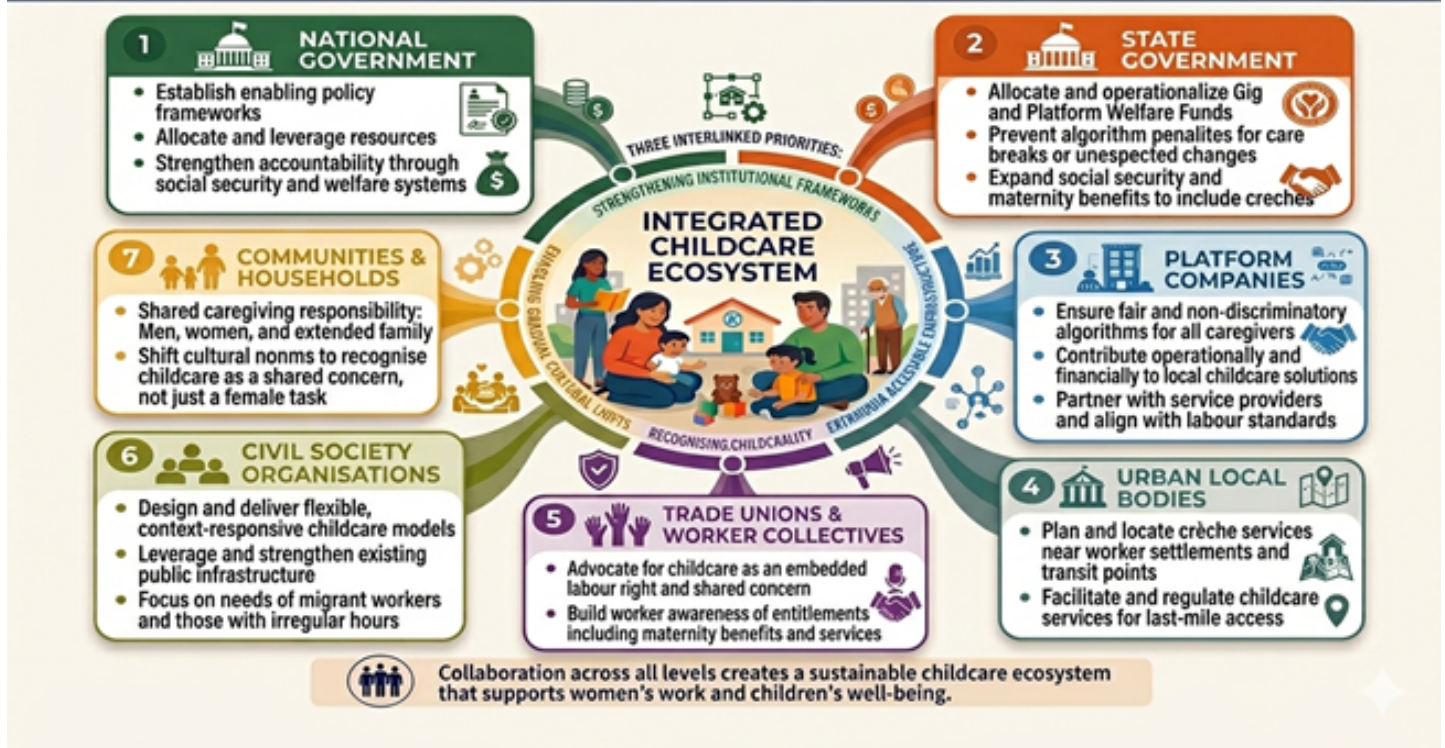 1
NATIONAL
GOVERNMENT
• Establish enabling policy
frameworks
• Allocate and leverage resources
• Strengthen accountability through
social security and welfare systems
2
STATE
GOVERNMENT
• Allocate and operationalize Gig
and Platform Welfare Funds
• Prevent algorithm penalites for care
breaks or unespected changes
• Expand social security and
maternity benefits to include creches
THREE INTERLINKED PRIORITIES:
STRENGTHENING INSTITUTIONAL FRAMEWORKS
INTEGRATED
CHILDCARE
ECOSYSTEM
ACCESSIBLE
RECOGNISING.CHILDCAALITY
3
PLATFORM
COMPANIES
• Ensure fair and non-discriminatory
algorithms for all caregivers
• Contribute operationally and
financially to local childcare solutions
• Partner with service providers
and align with labour standards
4
URBAN LOCAL
BODIES
• Plan and locate crèche services
near worker settlements and
transit points
• Facilitate and regulate childcare
services for last-mile access
5
TRADE UNIONS &
WORKER COLLECTIVES
• Advocate for childcare as an embedded
labour right and shared concern
• Build worker awareness of entitlements
including maternity benefits and services
6
CIVIL SOCIETY
ORGANISATIONS
• Design and deliver flexible,
context-responsive childcare models
• Leverage and strengthen existing
public infrastructure
• Focus on needs of migrant workers
and those with irregular hours
7
COMMUNITIES &
HOUSEHOLDS
• Shared caregiving responsibility:
Men, women, and extended family
• Shift cultural nonms to recognise
childcare as a shared concern,
not just a female task
Collaboration across all levels creates a sustainable childcare ecosystem
that supports women's work and children's well-being.